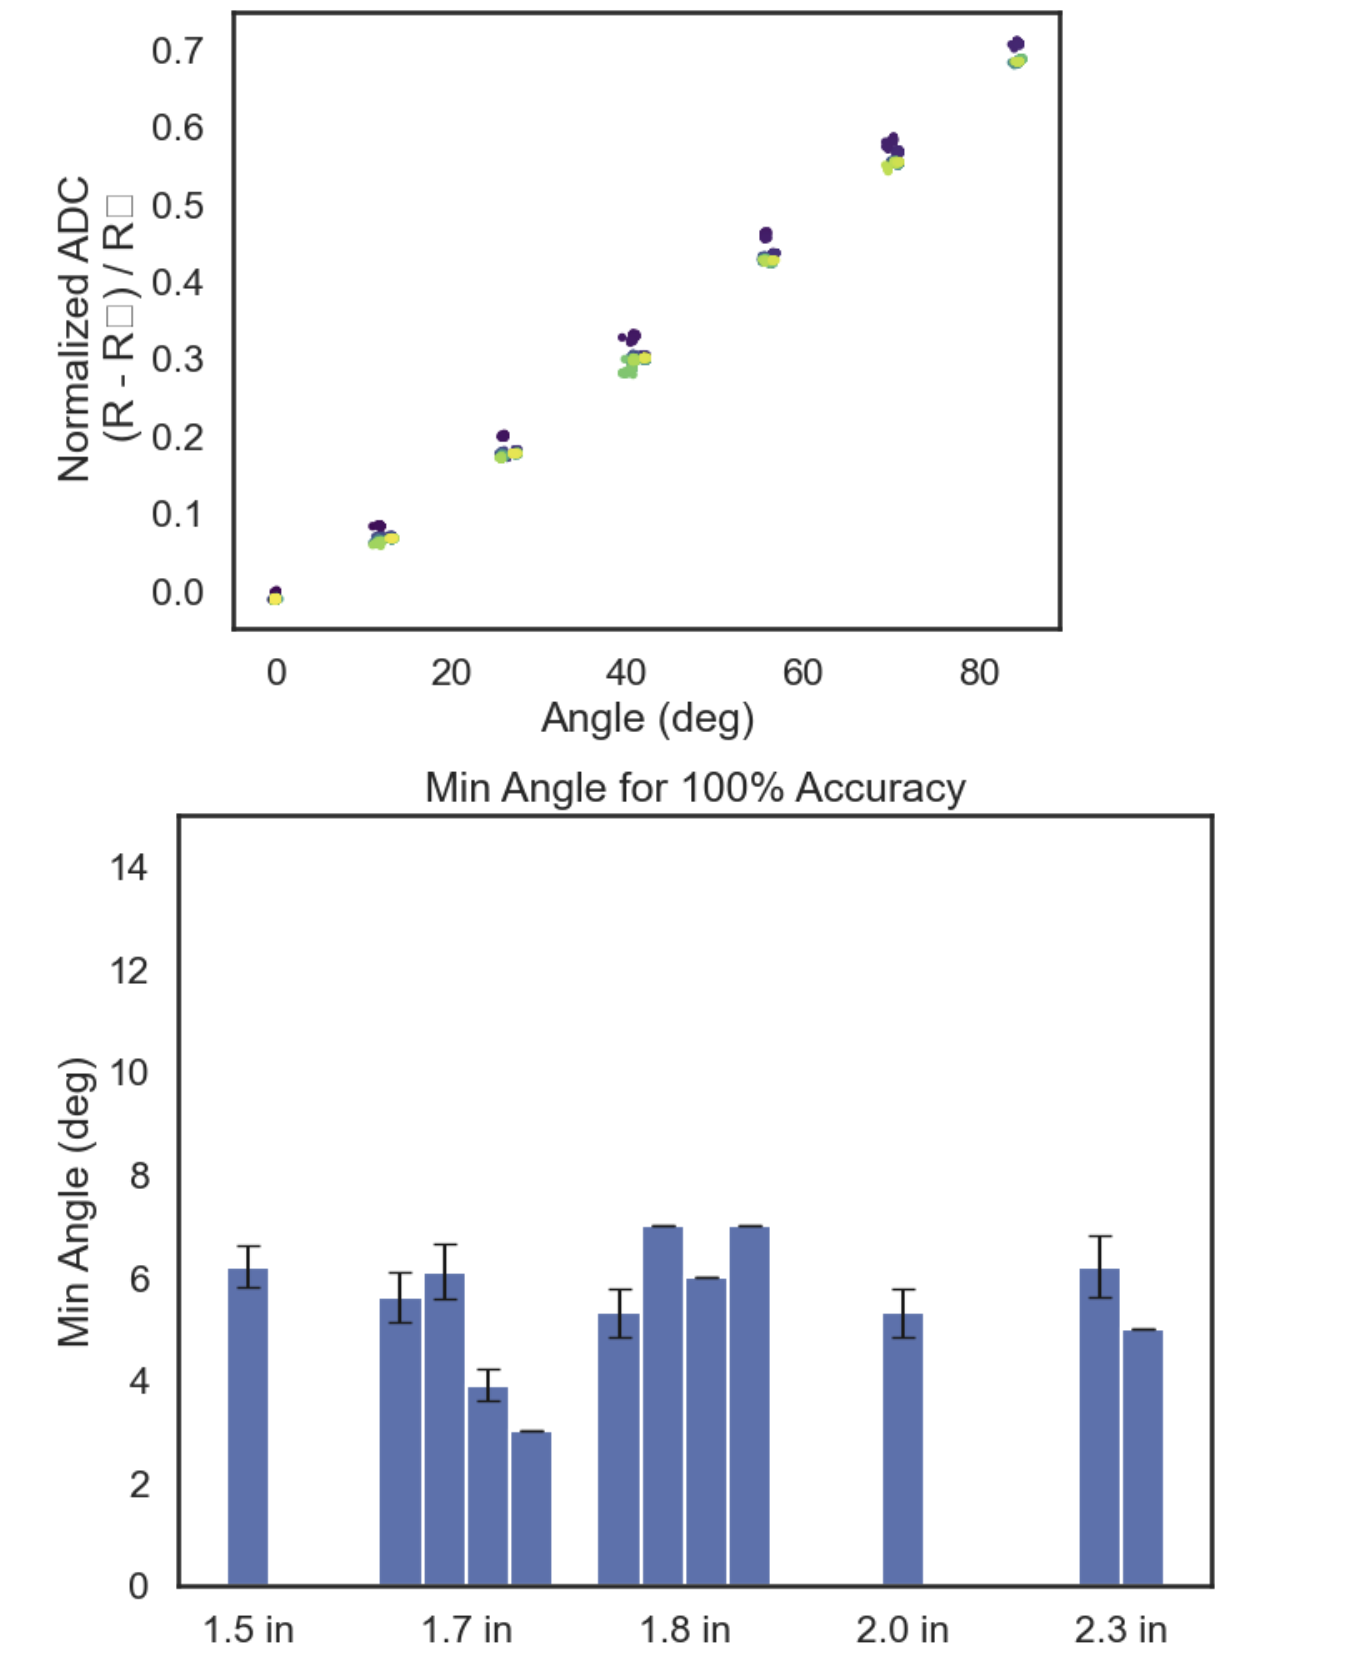 0.7
0.6
0.5
0.4
0.3
0.2
0.1
0.0
Normalized ADC
(R - R□) / R□
0 20 40 60 80
Angle (deg)
Min Angle for 100% Accuracy
14
12
10
8
6
4
2
0
Min Angle (deg)
1.5 in 1.7 in 1.8 in 2.0 in 2.3 in